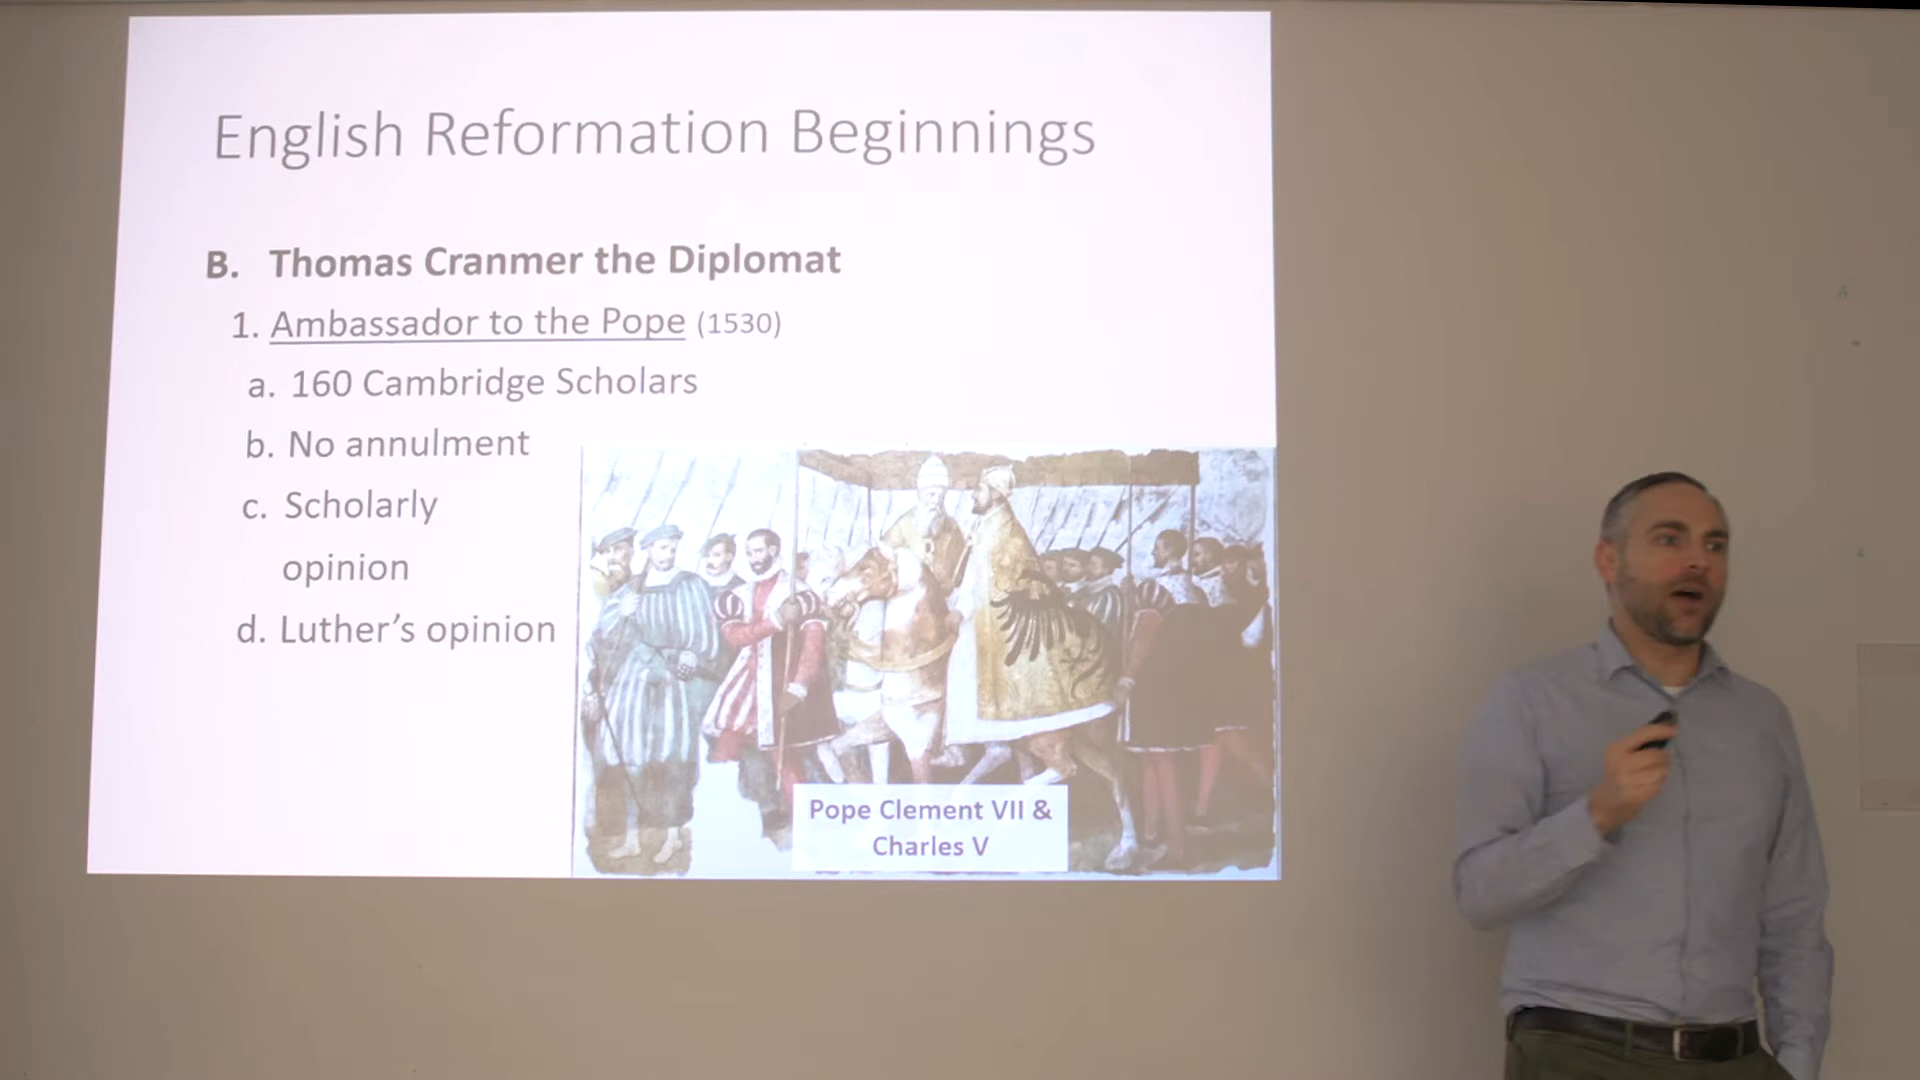 English Reformation Beginnings
B. Thomas Cranmer the Diplomat
1. Ambassador to the Pope (1530)
a. 160 Cambridge Scholars
b. No annulment
c. Scholarly
opinion
d. Luther's opinion
Pope Clement VII &
Charles V